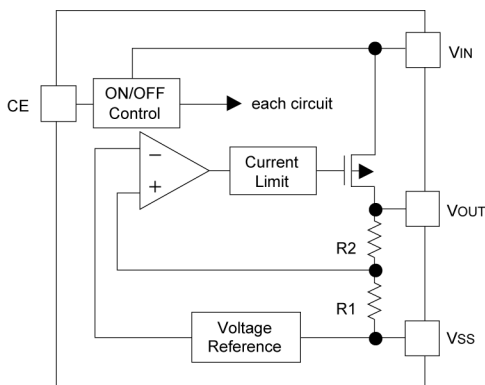 VIN
CE
ON/OFF
Control
each circuit
−
+
Current
Limit
VOUT
R2
R1
Voltage
Reference
VSS